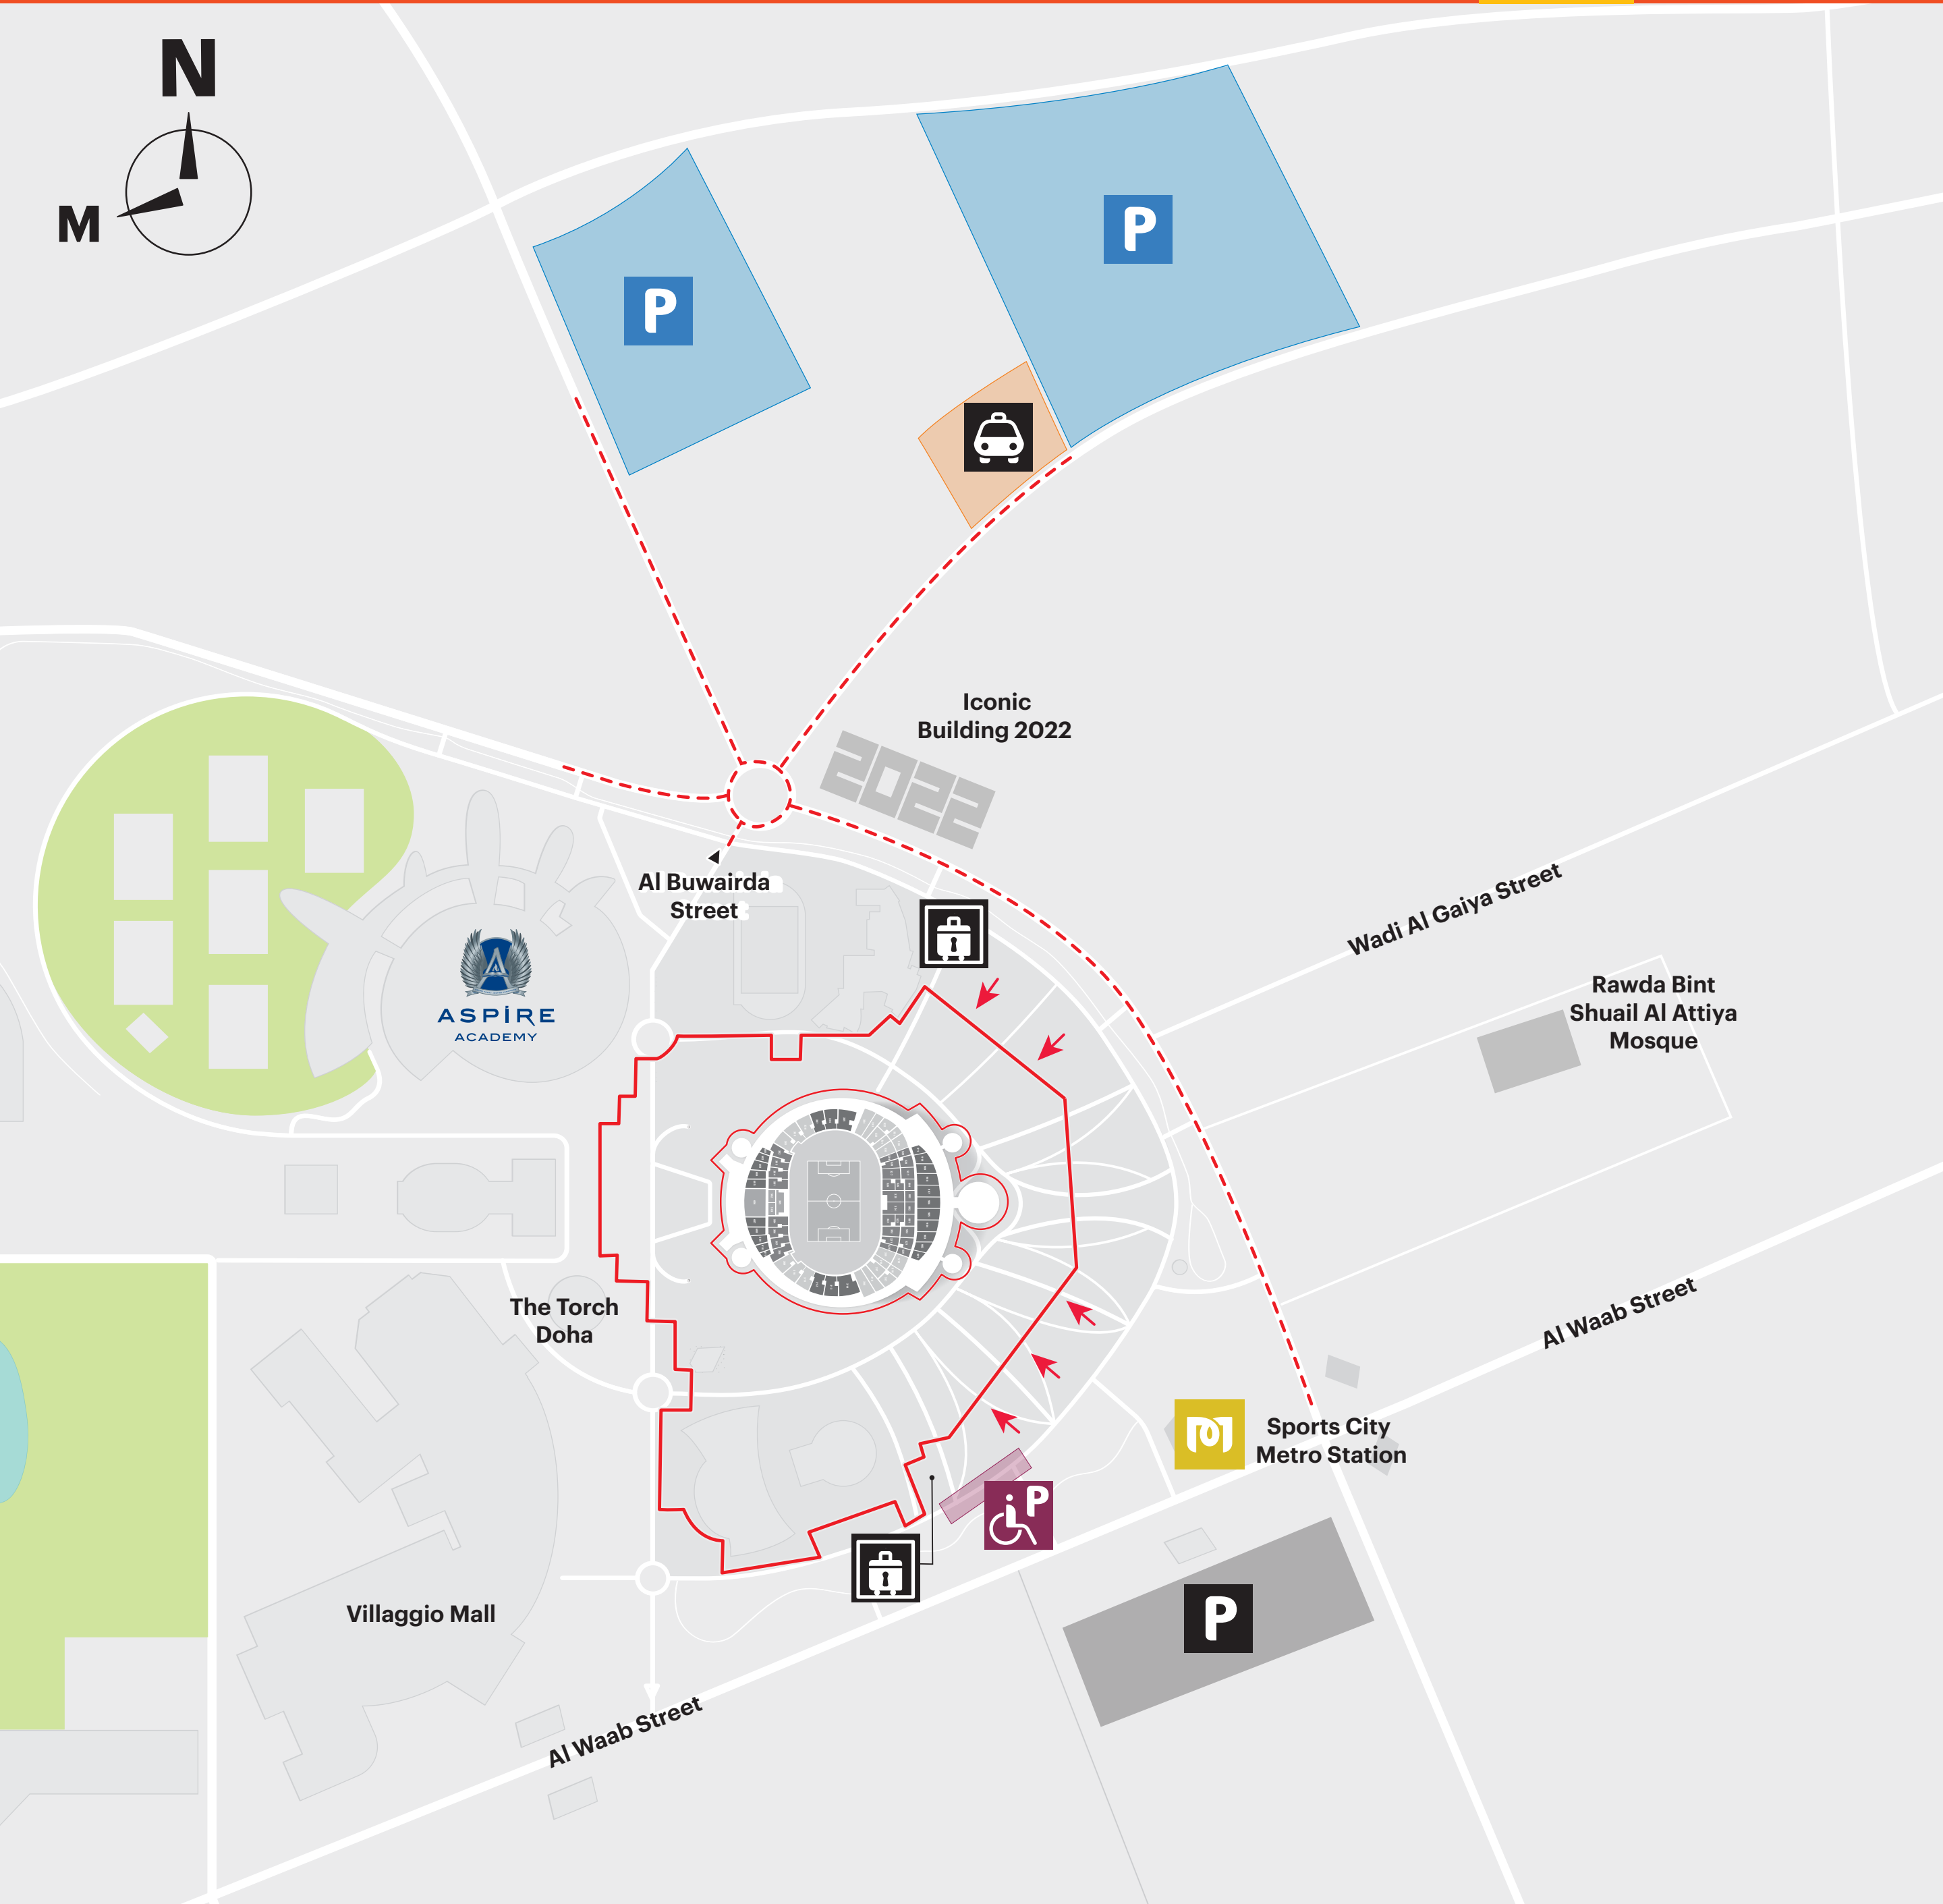 N
M
P
P
Iconic
Building 2022
2022
Al Buwairda
Street
Wadi Al Gaiya Street
Rawda Bint
Shuail Al Attiya
Mosque
ASPIRE
ACADEMY
The Torch
Doha
Al Waab Street
Sports City
Metro Station
P
P
Villaggio Mall
Al Waab Street